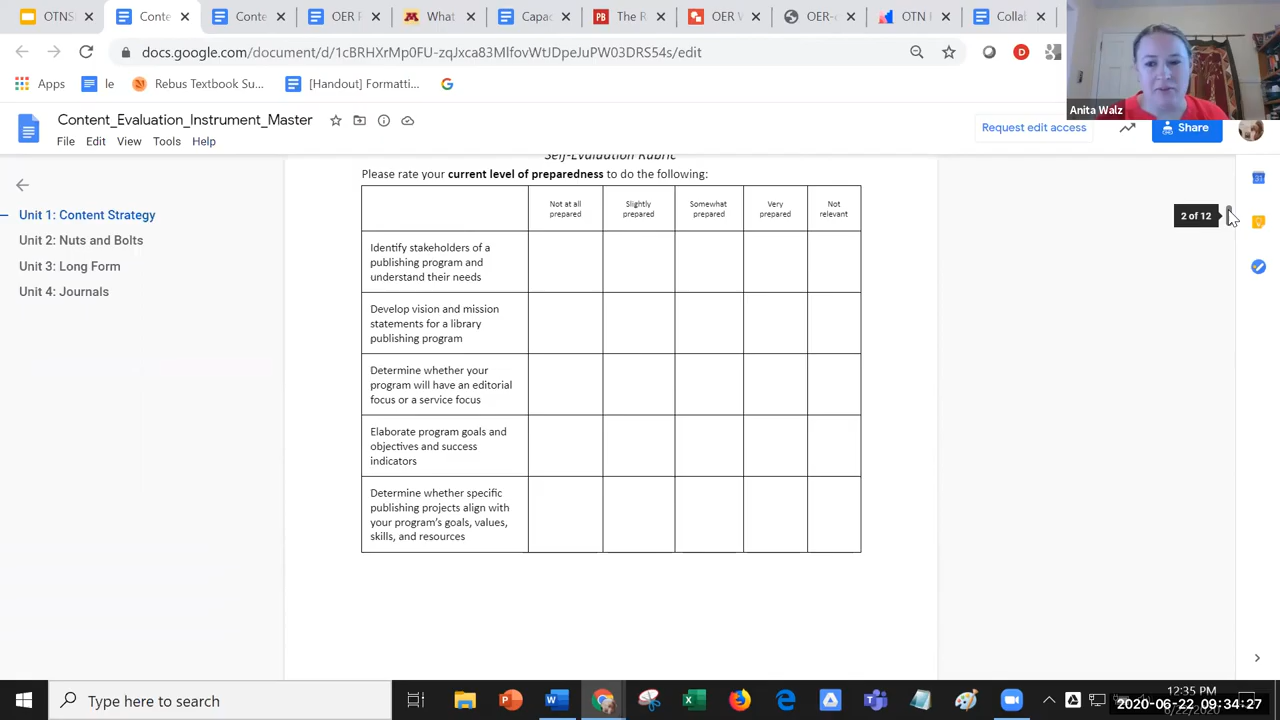 OTNS
Conte
Conte
OER F
What'
Capac
The R
OER W
OER-c
OTN I
Collab
docs.google.com/document/d/1cBRHXrMp0FU-zqJxca83MlfovWtUDpeJuPW03DRS54s/edit
Apps
le
Rebus Textbook Su...
[Handout] Formatti...
Anita Walz
Content_Evaluation_Instrument_Master
File Edit View Tools Help
Request edit access
Share
Unit 1: Content Strategy
Unit 2: Nuts and Bolts
Unit 3: Long Form
Unit 4: Journals
2 of 12
Self-Evaluation Rubric
Please rate your current level of preparedness to do the following:
Not at all
prepared
Slightly
prepared
Somewhat
prepared
Very
prepared
Not
relevant
Identify stakeholders of a
publishing program and
understand their needs
Develop vision and mission
statements for a library
publishing program
Determine whether your
program will have an editorial
focus or a service focus
Elaborate program goals and
objectives and success
indicators
Determine whether specific
publishing projects align with
your program's goals, values,
skills, and resources
Type here to search
12:35 PM
2020-06-22 09:34:27